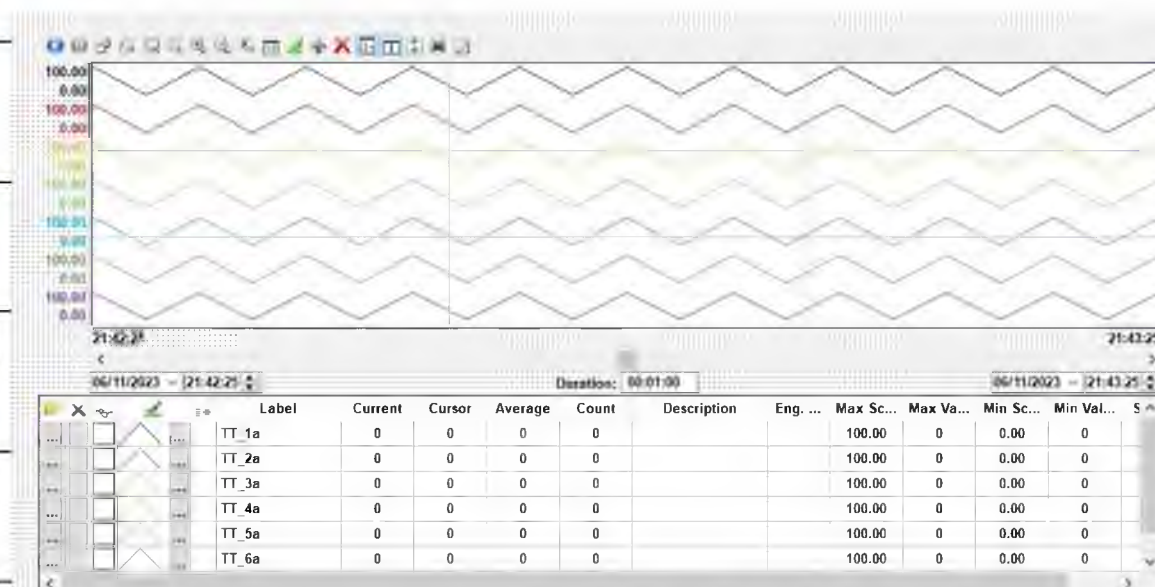 100.00
0.00
100.00
0.00
100.00
0.00
100.00
0.00
100.00
0.00
21:42:25 21:43:25
06/11/2023 21:42:25 Duration: 00:01:00 06/11/2023 21:43:25
Label Current Cursor Average Count Description Eng. ... Max Sc... Max Va... Min Sc... Min Val... S
TT_1a 0 0 0 0 100.00 0 0.00 0
TT_2a 0 0 0 0 100.00 0 0.00 0
TT_3a 0 0 0 0 100.00 0 0.00 0
TT_4a 0 0 0 0 100.00 0 0.00 0
TT_5a 0 0 0 0 100.00 0 0.00 0
TT_6a 0 0 0 0 100.00 0 0.00 0